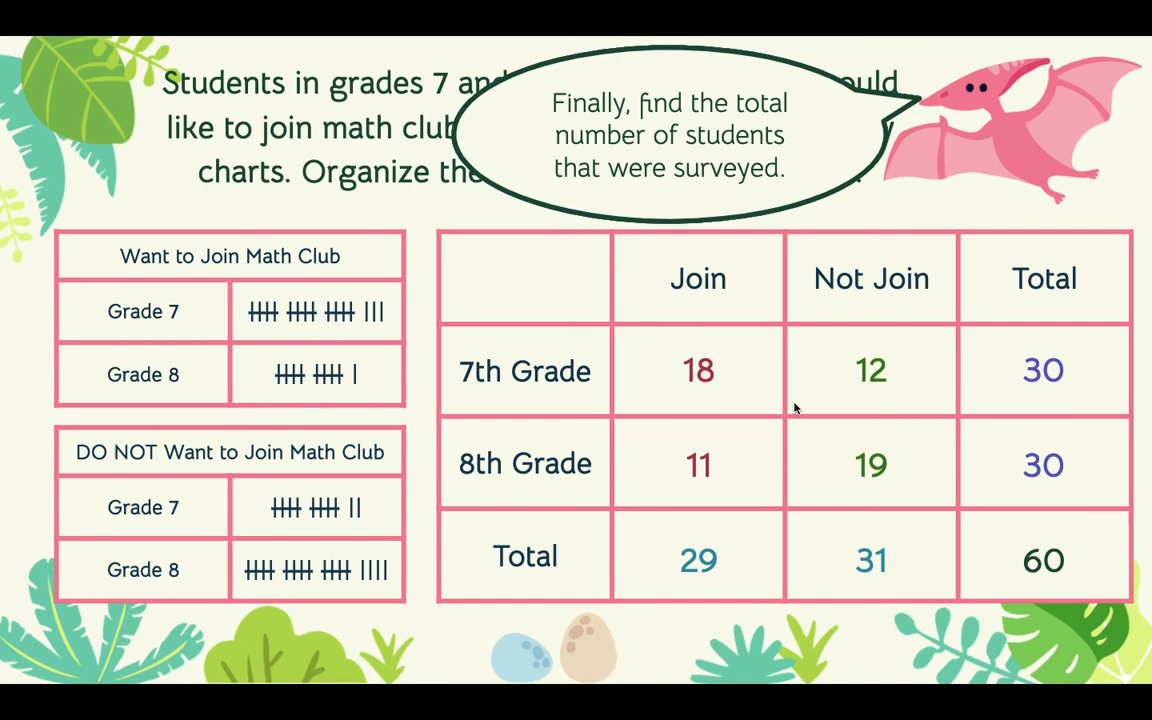 Students in grades 7 and
like to join math club
charts. Organize the
Finally, find the total
number of students
that were surveyed.
Want to Join Math Club
Grade 7
Grade 8
DO NOT Want to Join Math Club
Grade 7
Grade 8
Join Not Join Total
7th Grade 18 12 30
8th Grade 11 19 30
Total 29 31 60